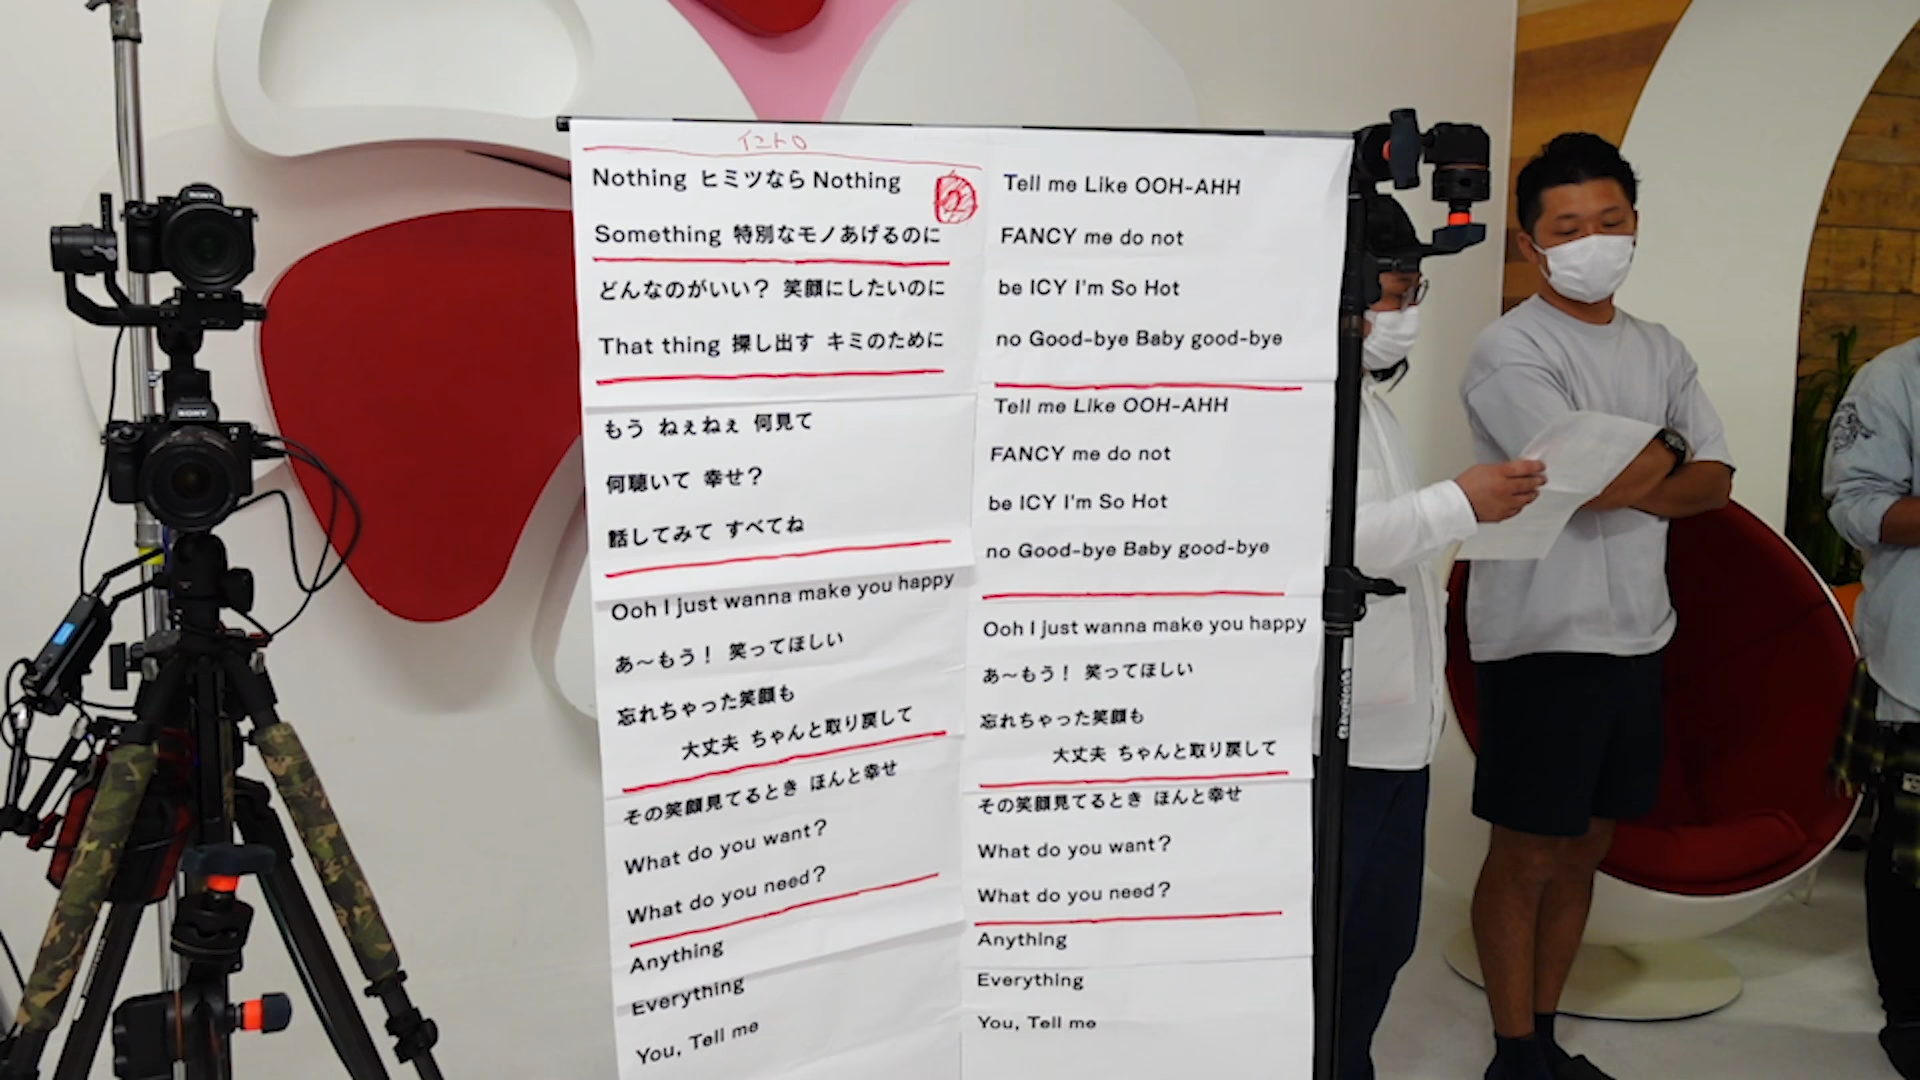 イントロ
Nothing ヒミツなら Nothing
Something 特別なモノあげるのに
どんなのがいい？ 笑顔にしたいのに
That thing 探し出す キミのために
もう ねぇねぇ 何見て
何聴いて 幸せ？
話してみて すべてね
Ooh I just wanna make you happy
あ～もう！ 笑ってほしい
忘れちゃった笑顔も
大丈夫 ちゃんと取り戻して
その笑顔見てるとき ほんと幸せ
What do you want?
What do you need?
Anything
Everything
You, Tell me
Tell me Like OOH-AHH
FANCY me do not
be ICY I'm So Hot
no Good-bye Baby good-bye
Tell me Like OOH-AHH
FANCY me do not
be ICY I'm So Hot
no Good-bye Baby good-bye
Ooh I just wanna make you happy
あ～もう！ 笑ってほしい
忘れちゃった笑顔も
大丈夫 ちゃんと取り戻して
その笑顔見てるとき ほんと幸せ
What do you want?
What do you need?
Anything
Everything
You, Tell me
SONY
SONY